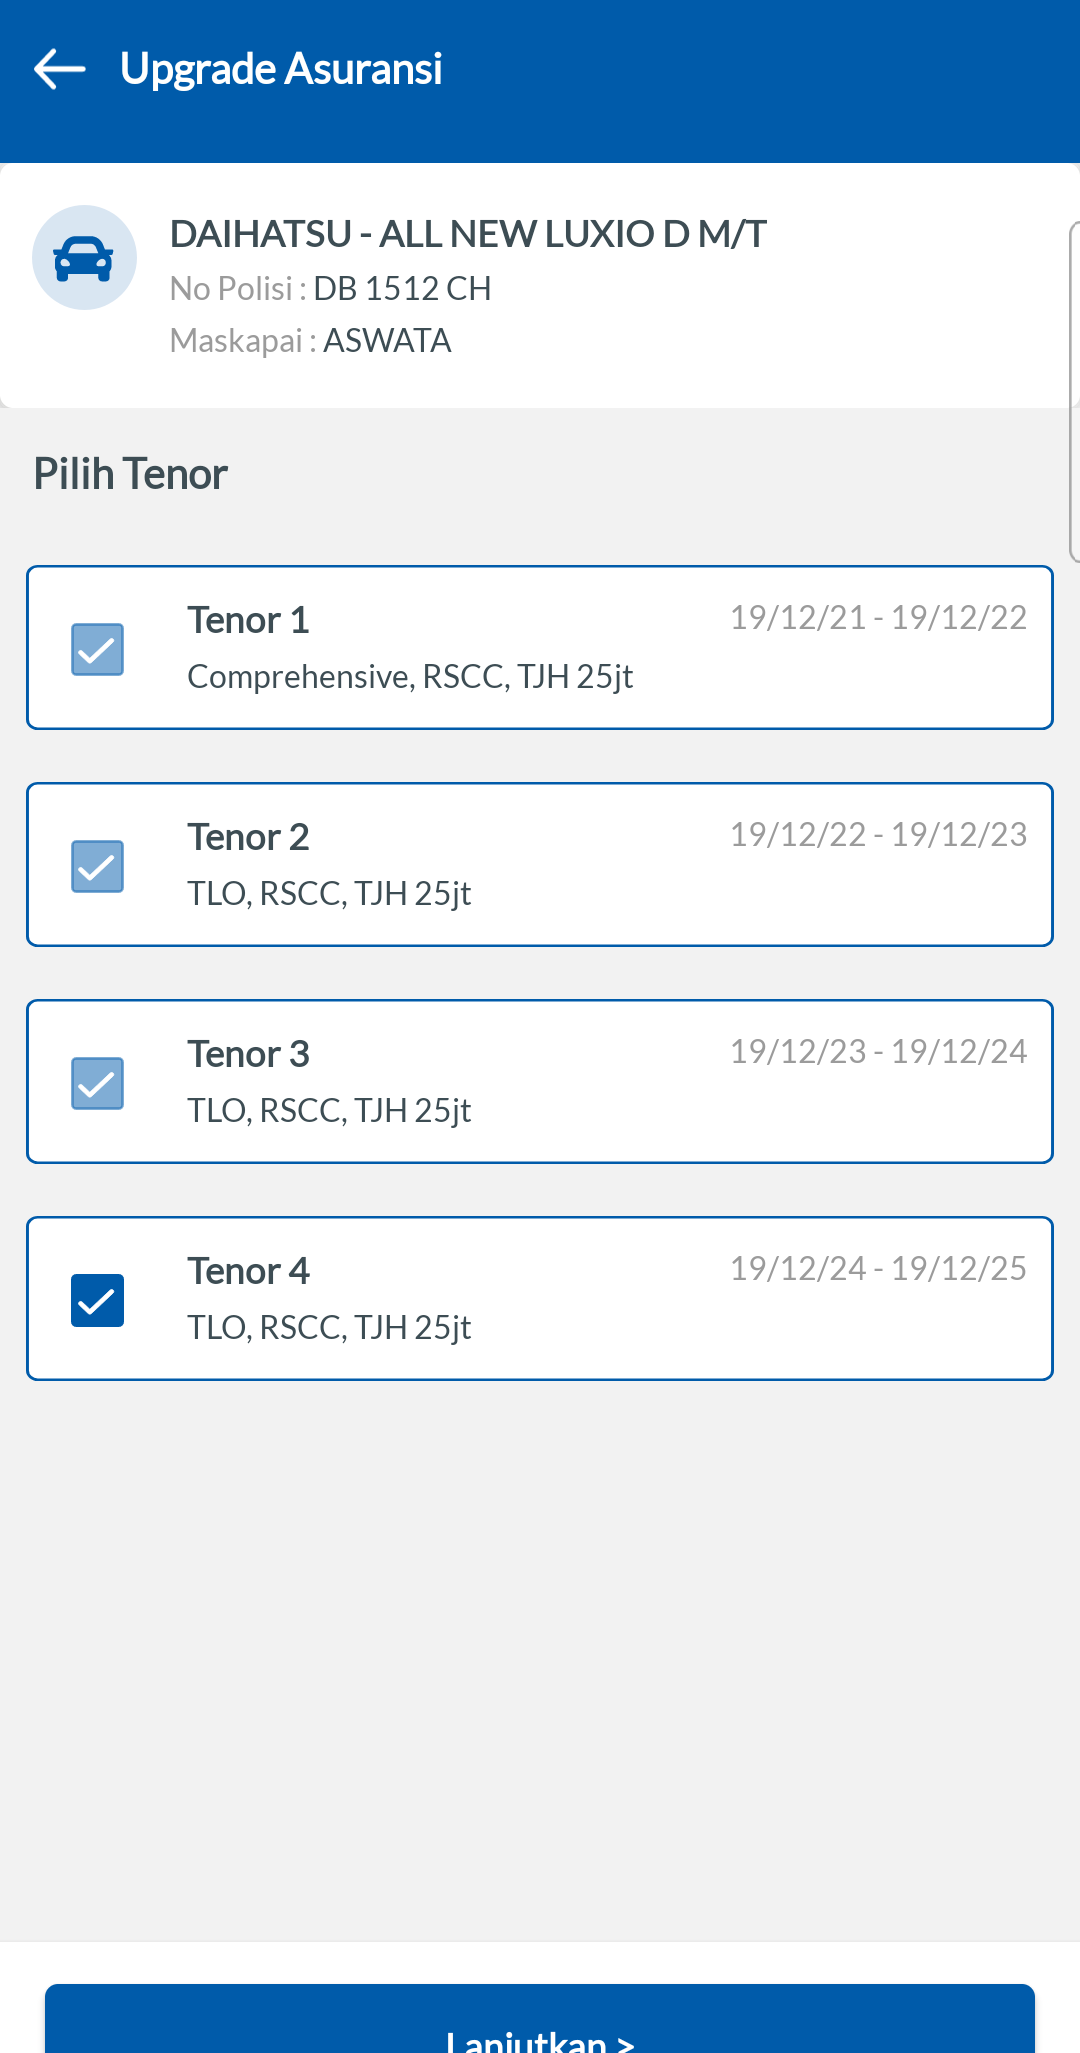 Upgrade Asuransi
DAIHATSU - ALL NEW LUXIO D M/T
No Polisi : DB 1512 CH
Maskapai : ASWATA
Pilih Tenor
Tenor 1 19/12/21 - 19/12/22
Comprehensive, RSCC, TJH 25jt
Tenor 2 19/12/22 - 19/12/23
TLO, RSCC, TJH 25jt
Tenor 3 19/12/23 - 19/12/24
TLO, RSCC, TJH 25jt
Tenor 4 19/12/24 - 19/12/25
TLO, RSCC, TJH 25jt
Lanjutkan >